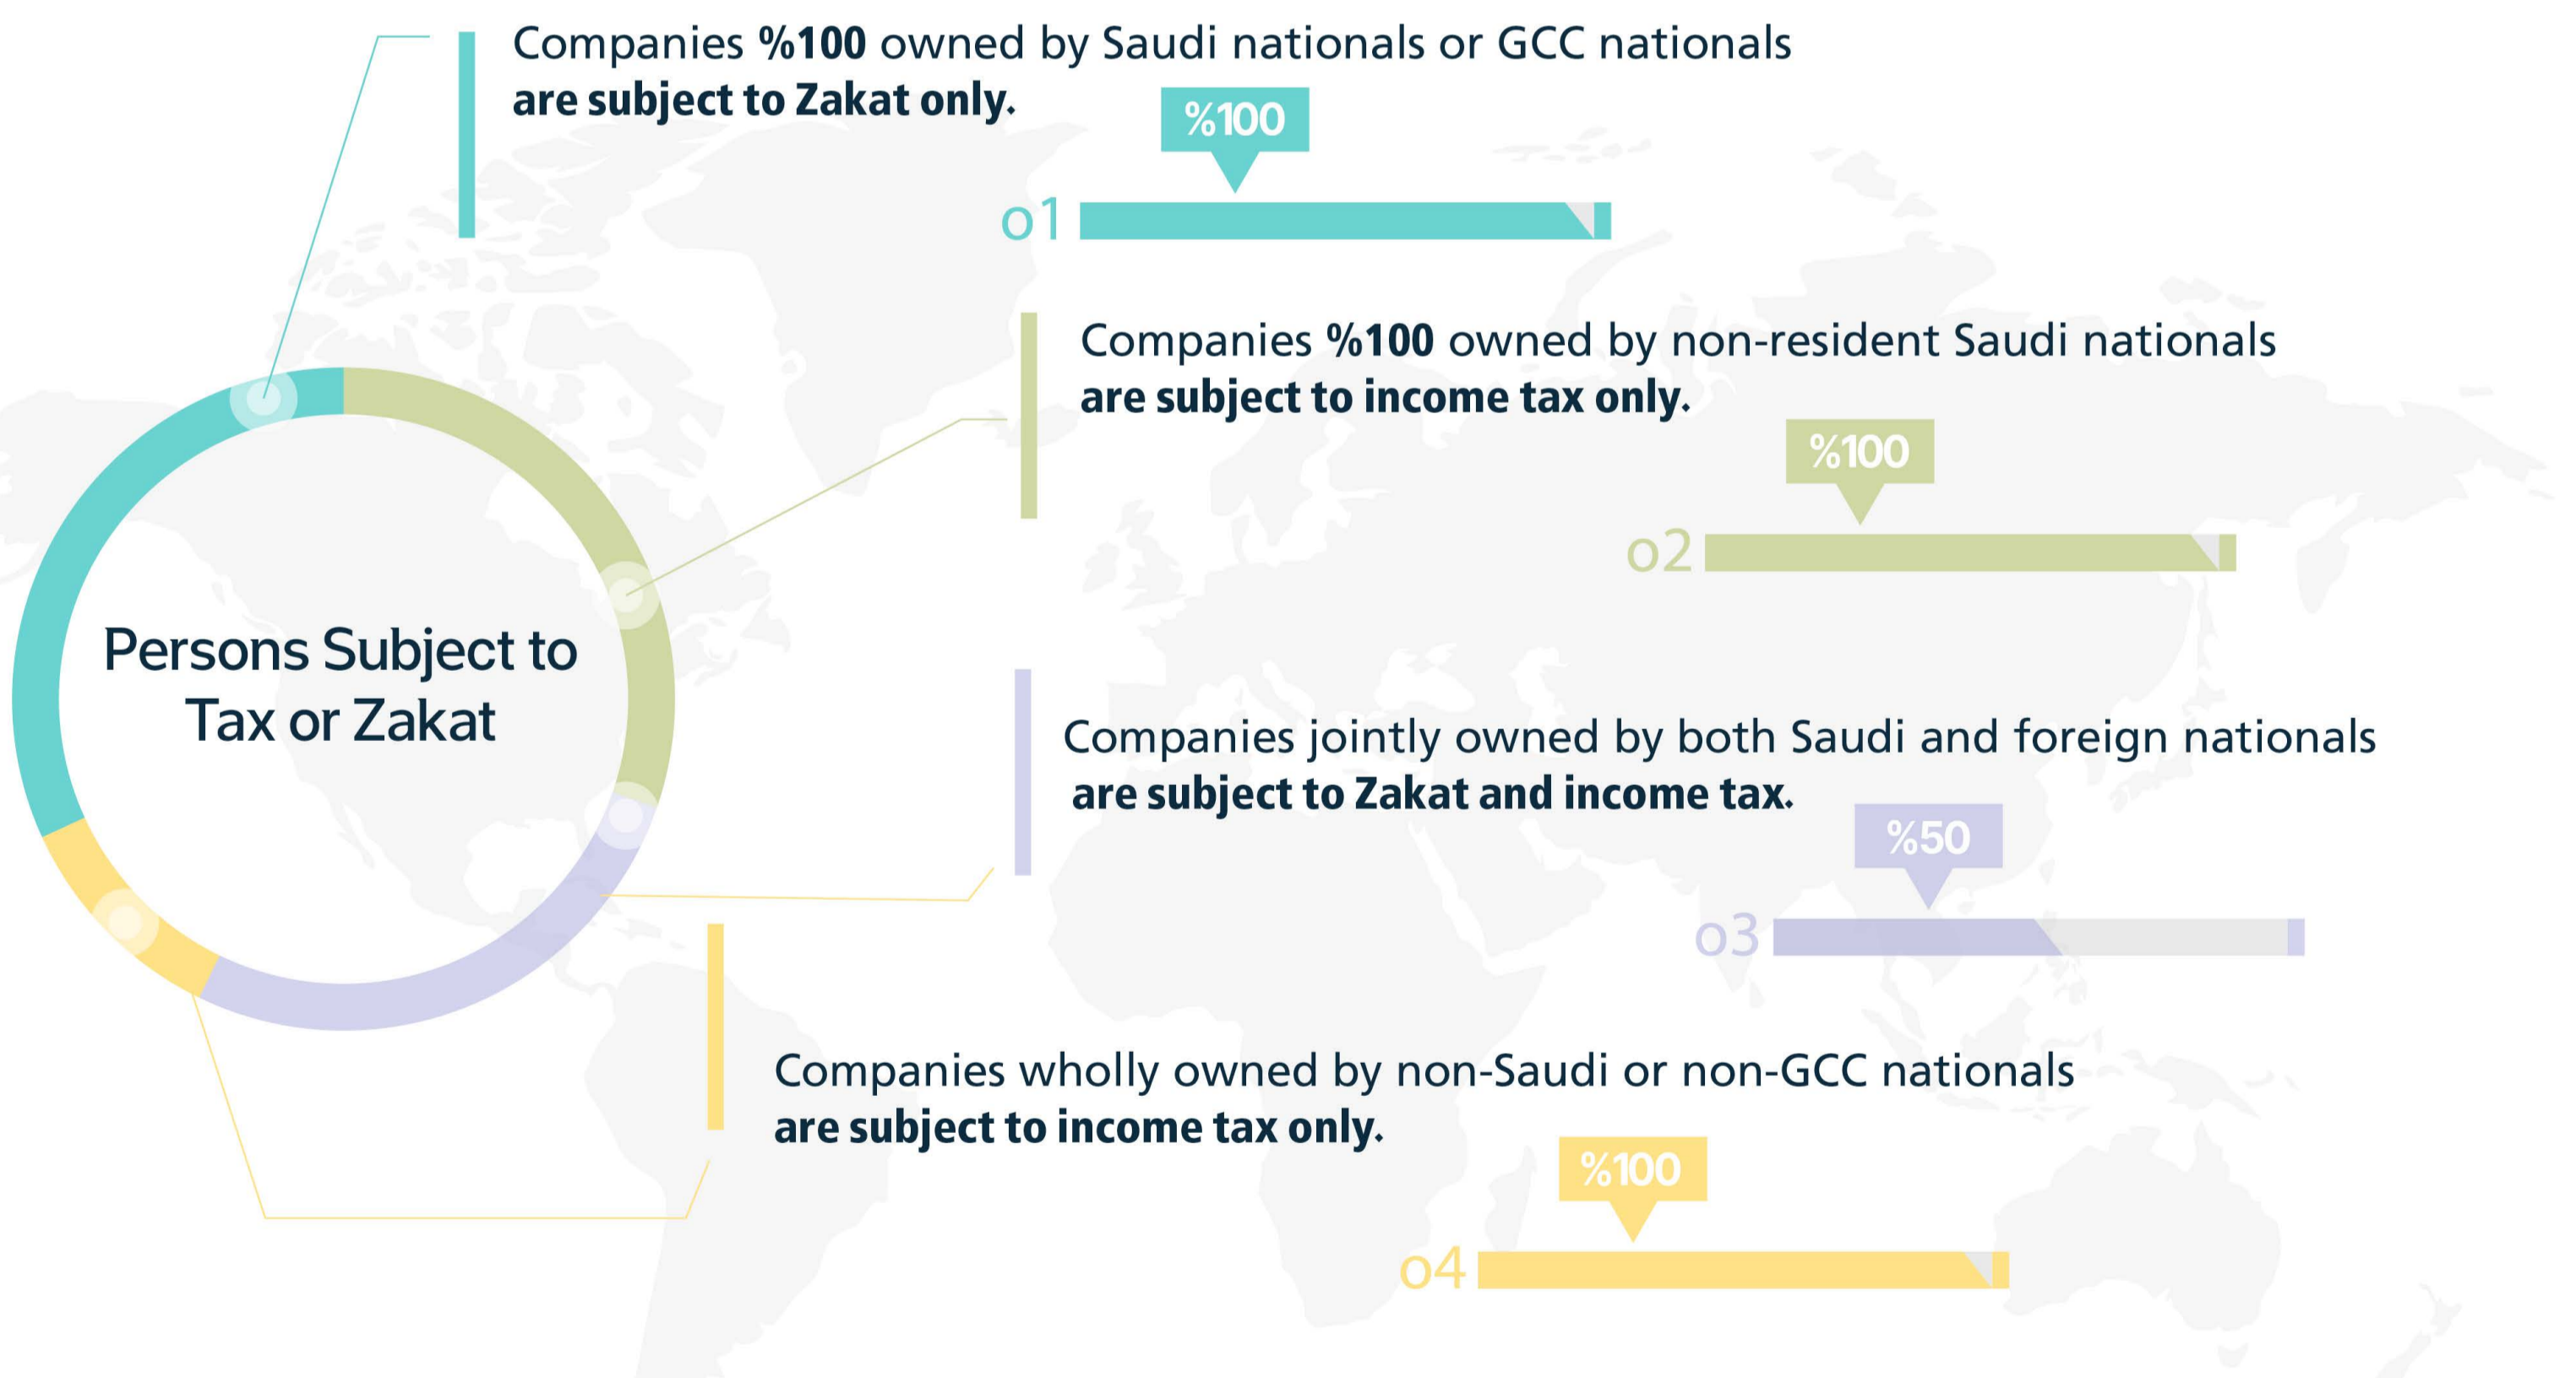 Companies %100 owned by Saudi nationals or GCC nationals
are subject to Zakat only.
%100
01
Companies %100 owned by non-resident Saudi nationals
are subject to income tax only.
%100
02
Persons Subject to
Tax or Zakat
Companies jointly owned by both Saudi and foreign nationals
are subject to Zakat and income tax.
%50
03
Companies wholly owned by non-Saudi or non-GCC nationals
are subject to income tax only.
%100
04